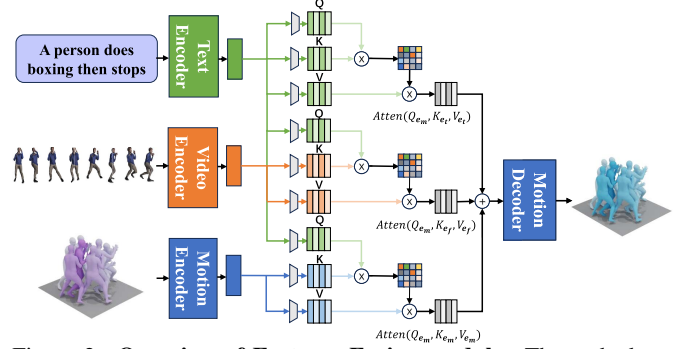 A person does
boxing then stops
Text
Encoder
Q
K
V
X
X
Atten(Q_{e_m}, K_{e_t}, V_{e_t})
Video
Encoder
Q
K
V
X
X
Atten(Q_{e_m}, K_{e_f}, V_{e_f})
+
Motion
Decoder
Motion
Encoder
Q
K
V
X
X
Atten(Q_{e_m}, K_{e_m}, V_{e_m})